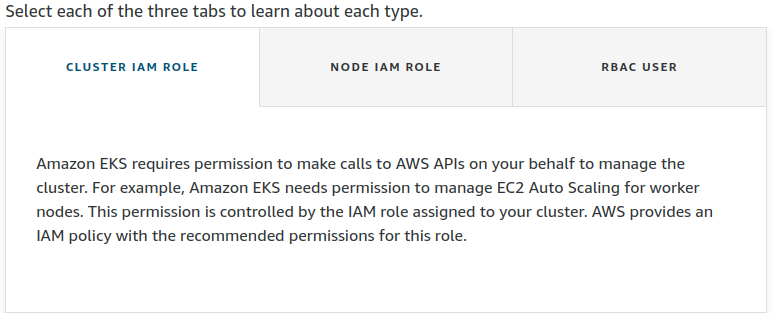 Select each of the three tabs to learn about each type.
CLUSTER IAM ROLE
NODE IAM ROLE
RBAC USER
Amazon EKS requires permission to make calls to AWS APIs on your behalf to manage the
cluster. For example, Amazon EKS needs permission to manage EC2 Auto Scaling for worker
nodes. This permission is controlled by the IAM role assigned to your cluster. AWS provides an
IAM policy with the recommended permissions for this role.